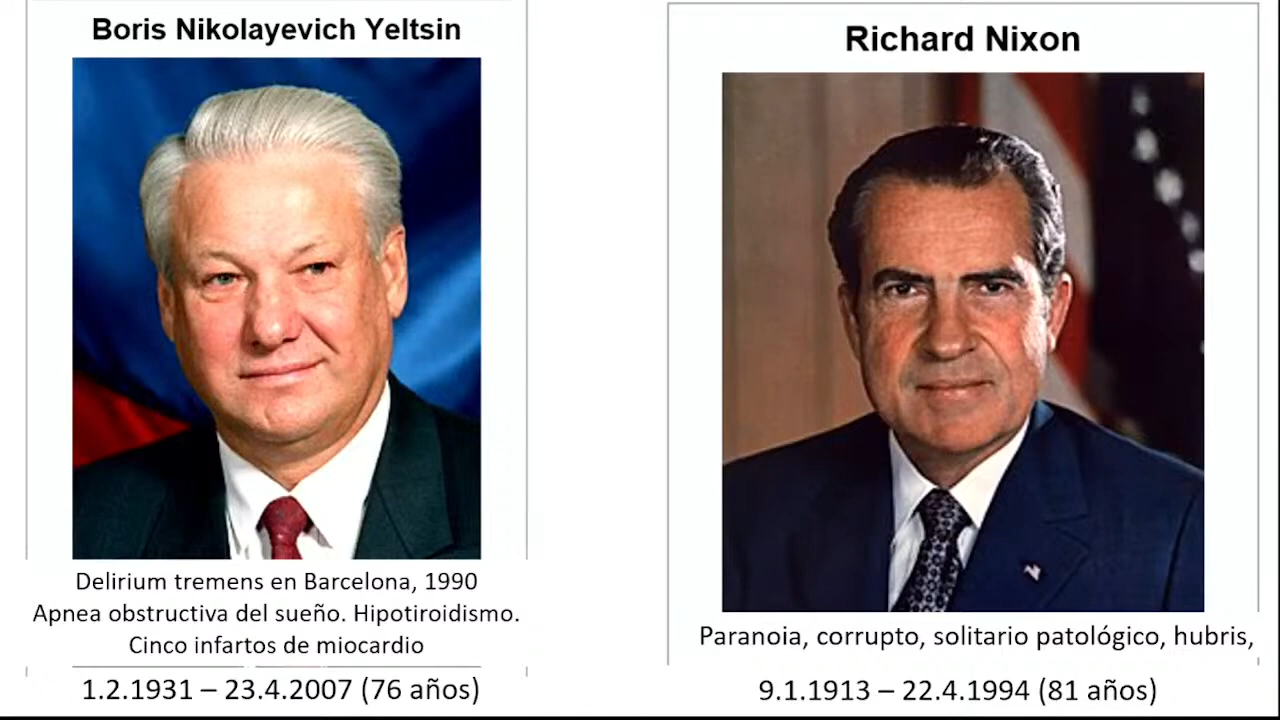 Boris Nikolayevich Yeltsin
Delirium tremens en Barcelona, 1990
Apnea obstructiva del sueño. Hipotiroidismo.
Cinco infartos de miocardio
1.2.1931 – 23.4.2007 (76 años)
Richard Nixon
Paranoia, corrupto, solitario patológico, hubris,
9.1.1913 – 22.4.1994 (81 años)